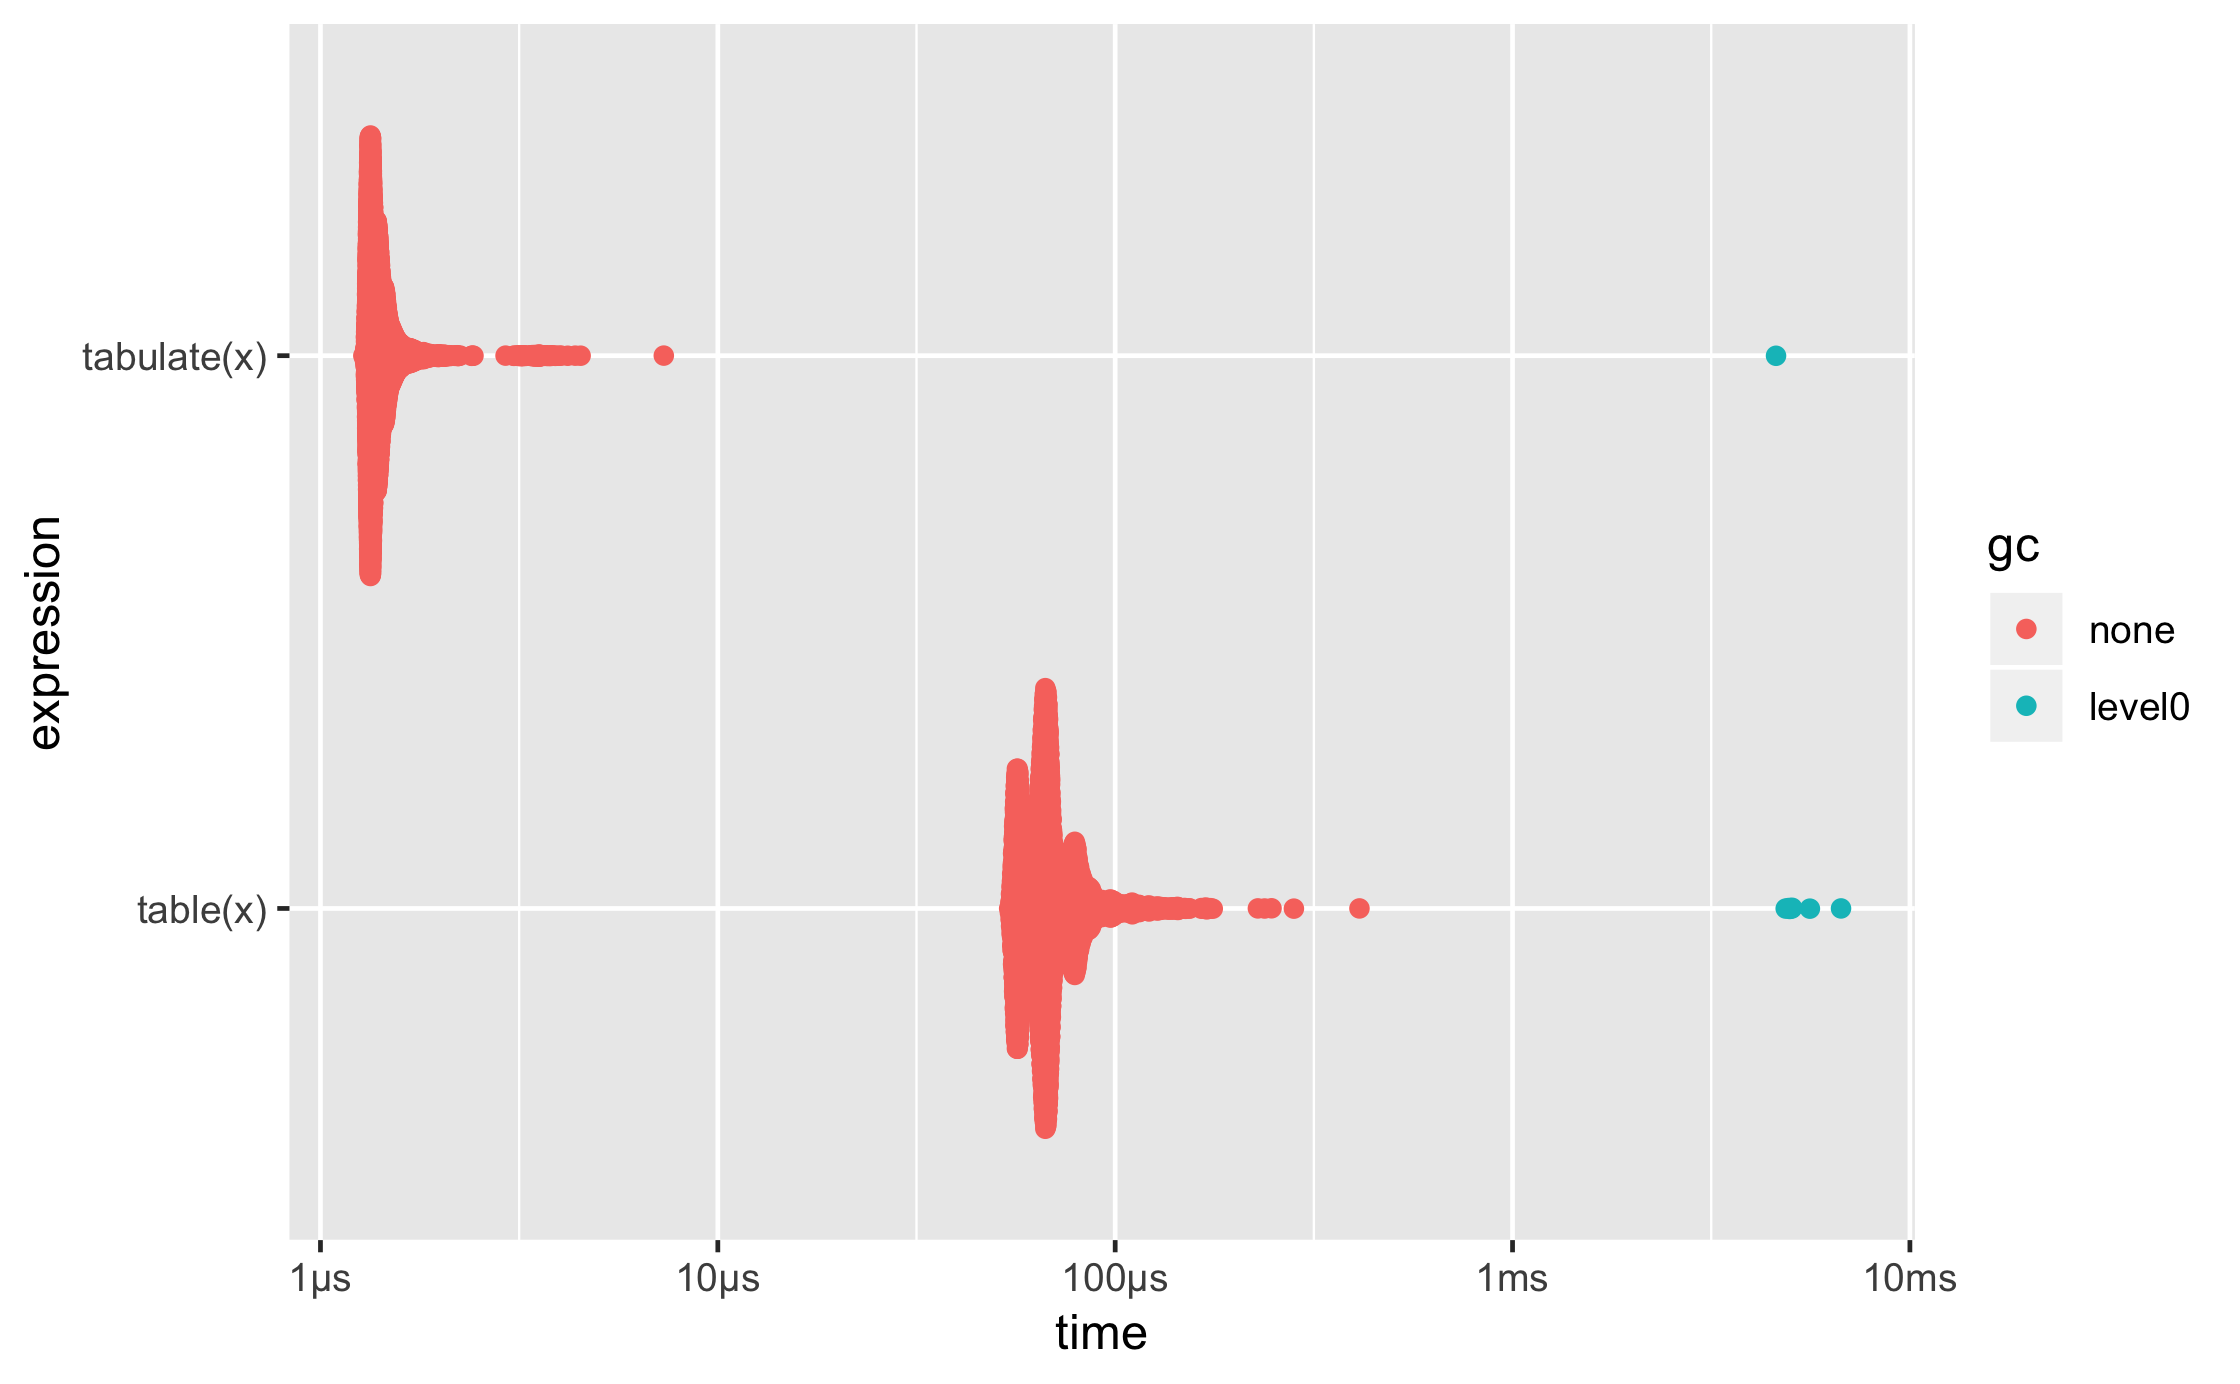 expression
tabulate(x)
table(x)
1µs
10µs
100µs
1ms
10ms
time
gc
none
level0